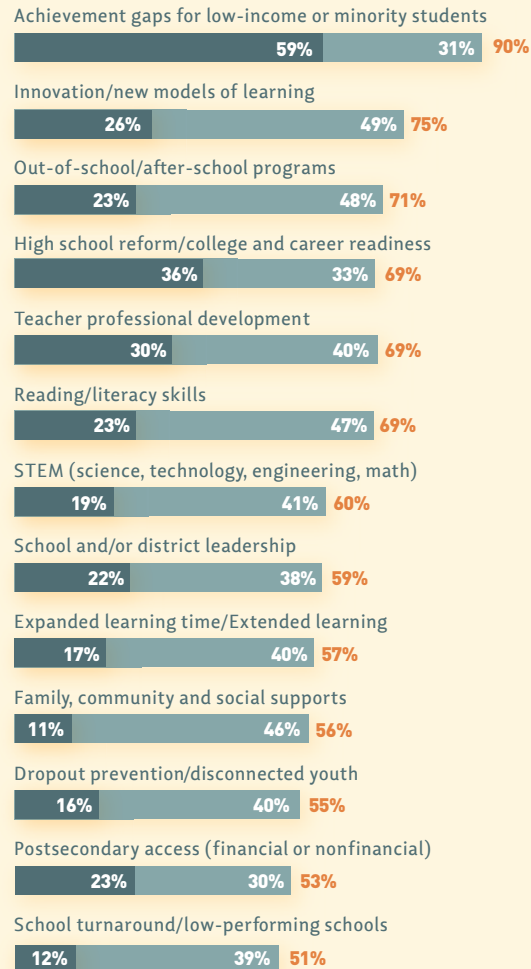 Achievement gaps for low-income or minority students
59% 31% 90%
Innovation/new models of learning
26% 49% 75%
Out-of-school/after-school programs
23% 48% 71%
High school reform/college and career readiness
36% 33% 69%
Teacher professional development
30% 40% 69%
Reading/literacy skills
23% 47% 69%
STEM (science, technology, engineering, math)
19% 41% 60%
School and/or district leadership
22% 38% 59%
Expanded learning time/Extended learning
17% 40% 57%
Family, community and social supports
11% 46% 56%
Dropout prevention/disconnected youth
16% 40% 55%
Postsecondary access (financial or nonfinancial)
23% 30% 53%
School turnaround/low-performing schools
12% 39% 51%